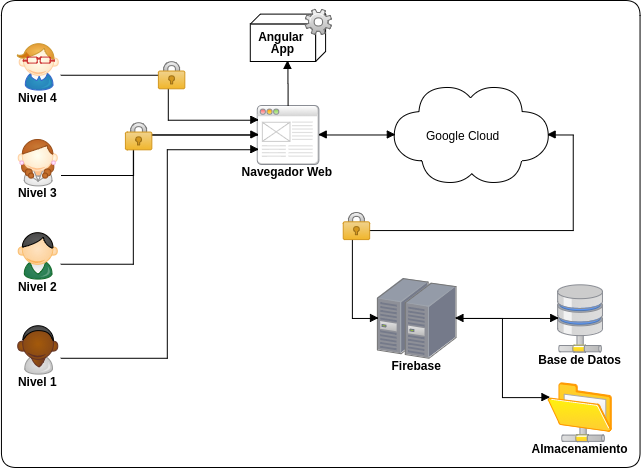 Angular
App
Nivel 4
Navegador Web
Google Cloud
Nivel 3
Nivel 2
Nivel 1
Firebase
Base de Datos
Almacenamiento